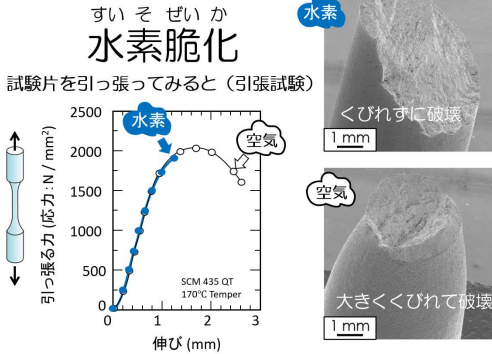 すいそぜいか
水素脆化
試験片を引っ張ってみると（引張試験）
引っ張る力 (応力 : N / mm²)
2500
2000
1500
1000
500
0
水素
空気
SCM 435 QT
170℃ Temper
0
1
2
3
伸び (mm)
水素
くびれずに破壊
1 mm
空気
大きくくびれて破壊
1 mm